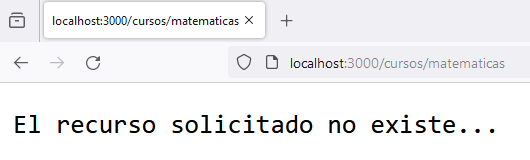 localhost:3000/cursos/matematicas
localhost:3000/cursos/matematicas
El recurso solicitado no existe...